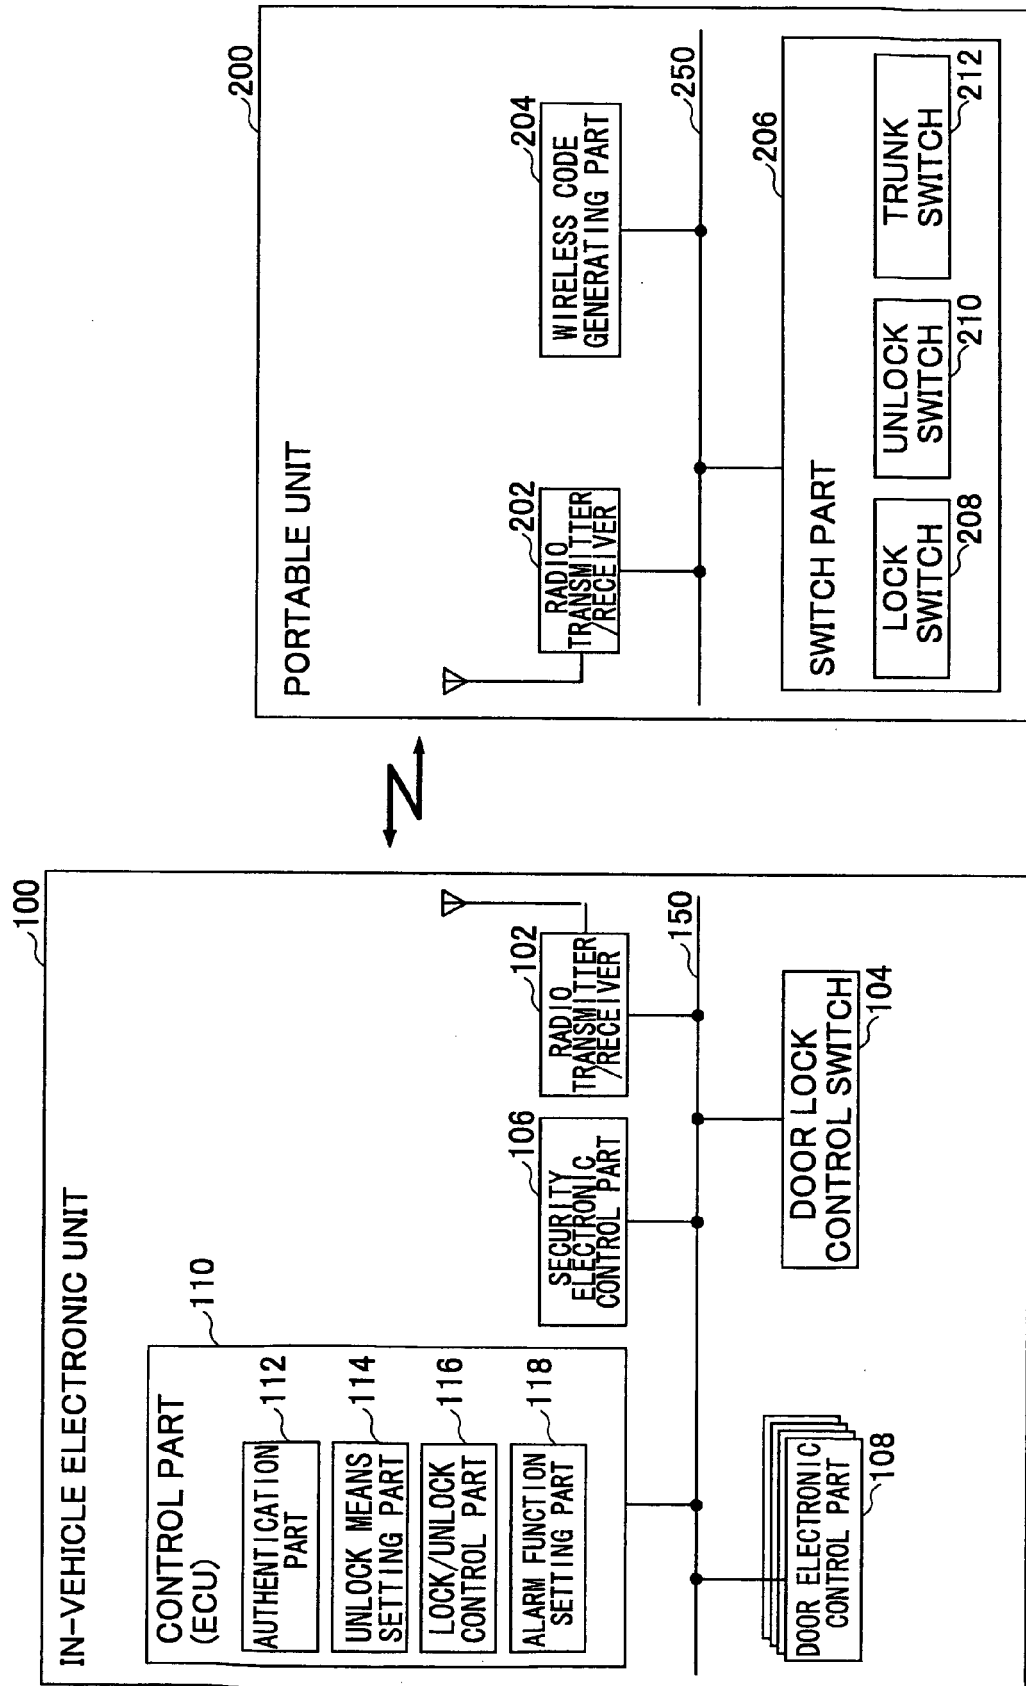 IN-VEHICLE ELECTRONIC UNIT
100
CONTROL PART
(ECU)
110
AUTHENTICATION
PART
112
UNLOCK MEANS
SETTING PART
114
LOCK/UNLOCK
CONTROL PART
116
ALARM FUNCTION
SETTING PART
118
SECURITY
ELECTRONIC
CONTROL PART
106
RADIO
TRANSMITTER
/RECEIVER
102
150
DOOR ELECTRONIC
CONTROL PART
108
DOOR LOCK
CONTROL SWITCH
104
PORTABLE UNIT
200
RADIO
TRANSMITTER
/RECEIVER
202
WIRELESS CODE
GENERATING PART
204
250
SWITCH PART
206
LOCK
SWITCH
208
UNLOCK
SWITCH
210
TRUNK
SWITCH
212